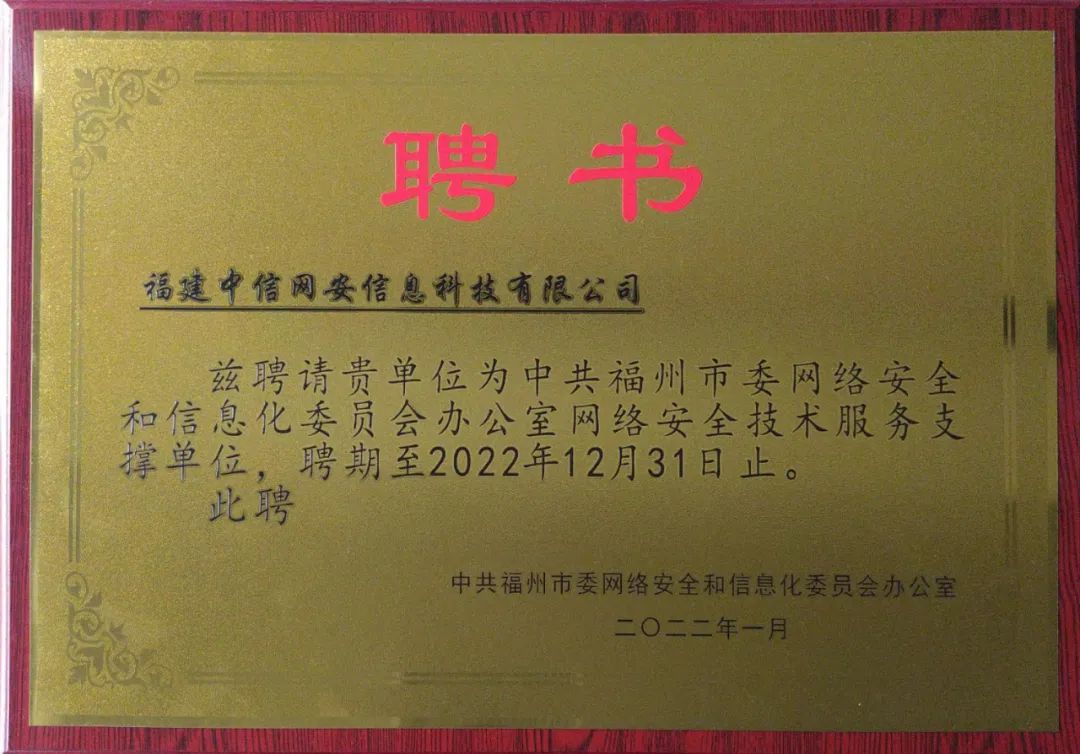 聘书
福建中信网安信息科技有限公司
兹聘请贵单位为中共福州市委网络安全
和信息化委员会办公室网络安全技术服务支
撑单位，聘期至2022年12月31日止。
此聘
中共福州市委网络安全和信息化委员会办公室
二〇二二年一月